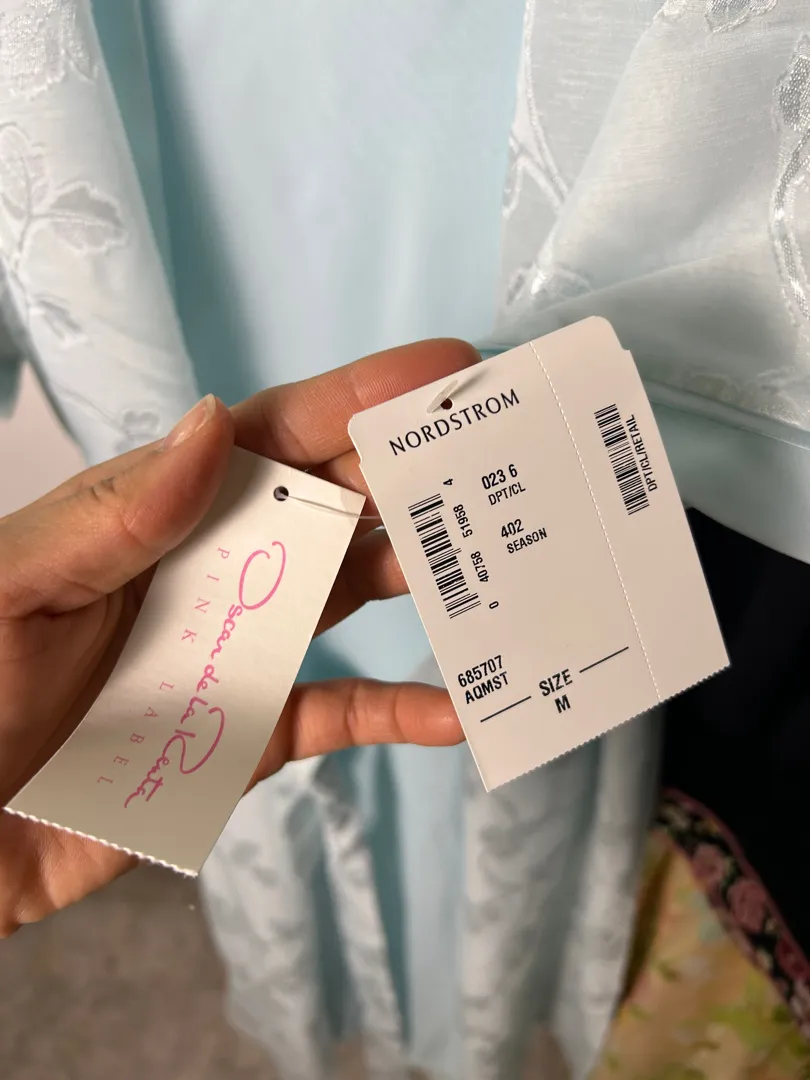 Oscar de la Renta
PINK LABEL
NORDSTROM
023 6
DPT/CL
402
SEASON
4
51958
40758
0
685707
AQMST
SIZE
M
DPT/CL/RETAIL